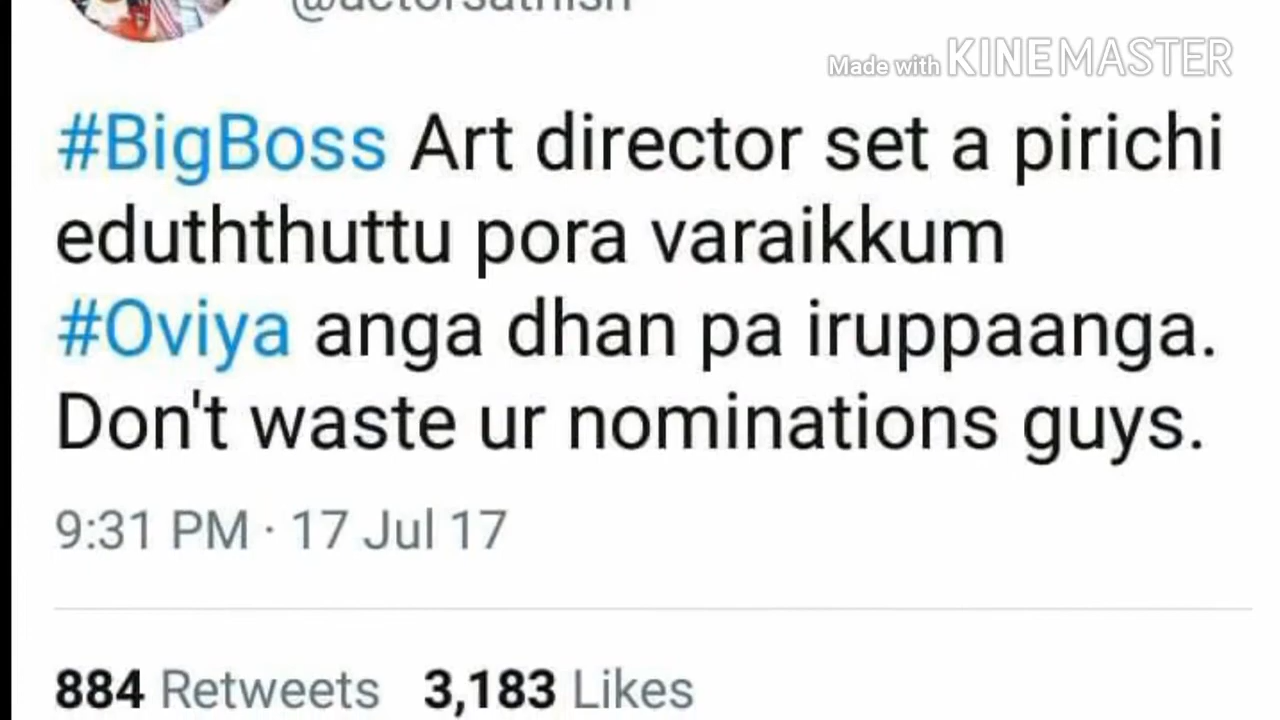 @actorsathish
Made with KINEMASTER
#BigBoss Art director set a pirichi
eduththuttu pora varaikkum
#Oviya anga dhan pa iruppaanga.
Don't waste ur nominations guys.
9:31 PM · 17 Jul 17
884 Retweets 3,183 Likes